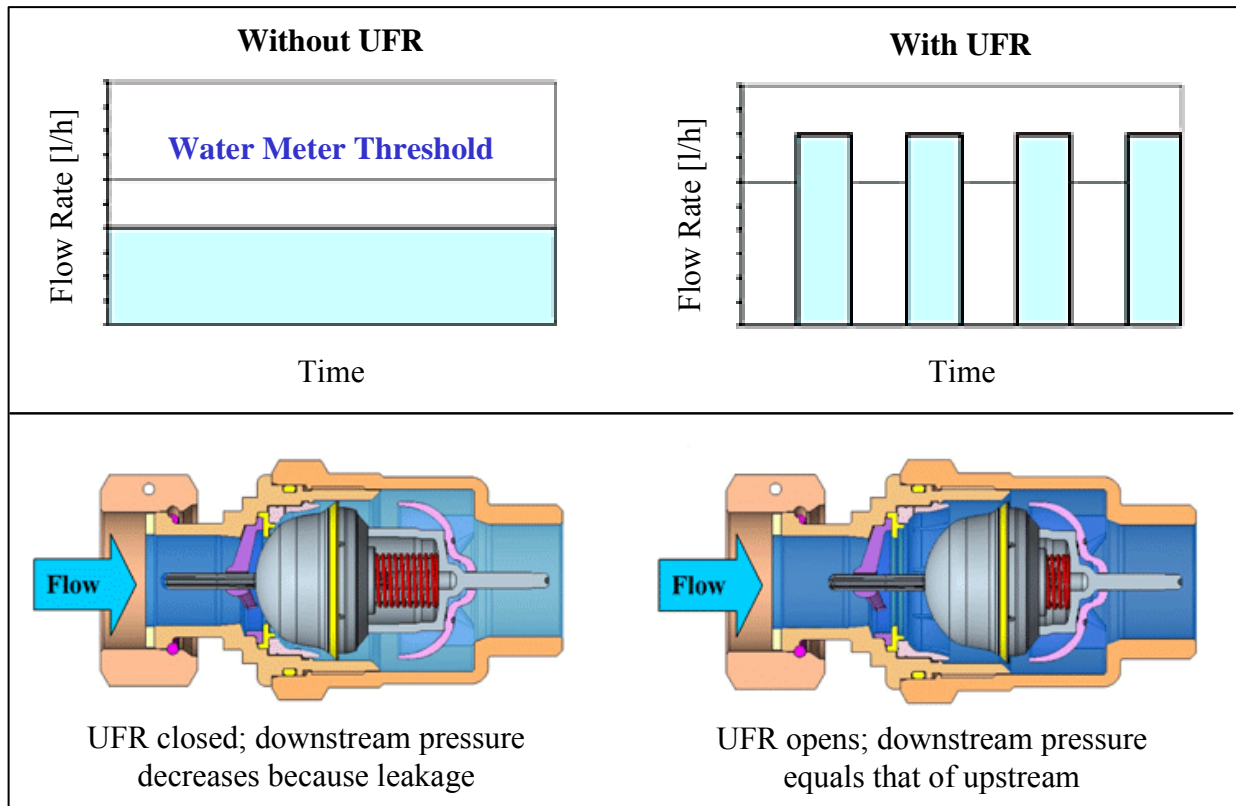 Without UFR
With UFR
Flow Rate [l/h]
Water Meter Threshold
Time
Flow Rate [l/h]
Time
Flow
UFR closed; downstream pressure
decreases because leakage
Flow
UFR opens; downstream pressure
equals that of upstream